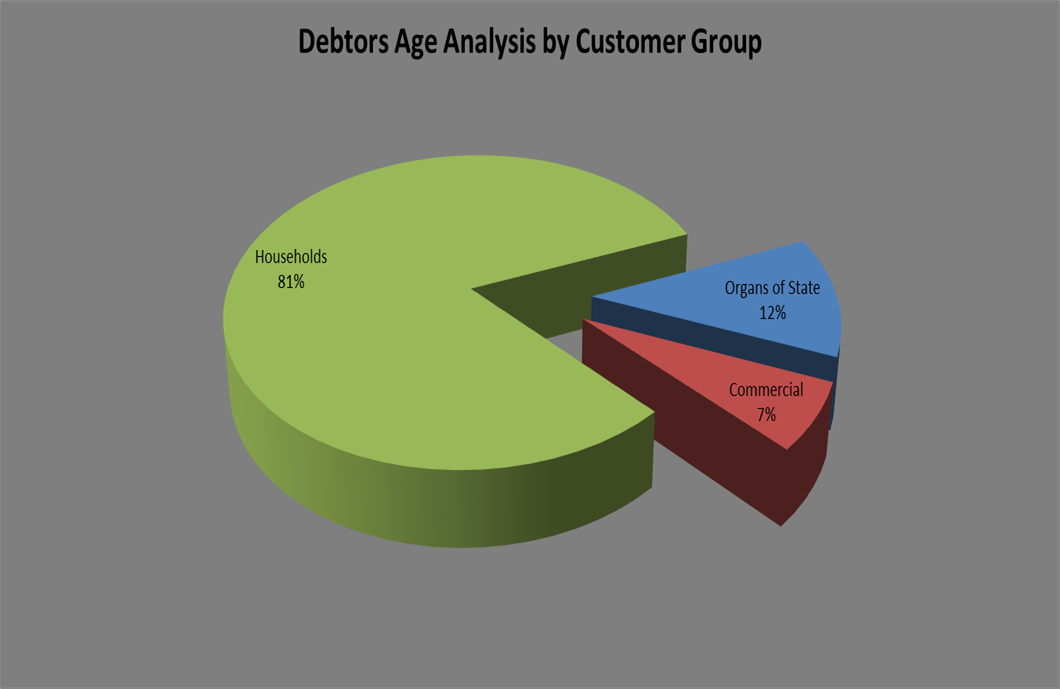 Debtors Age Analysis by Customer Group
Households
81%
Organs of State
12%
Commercial
7%